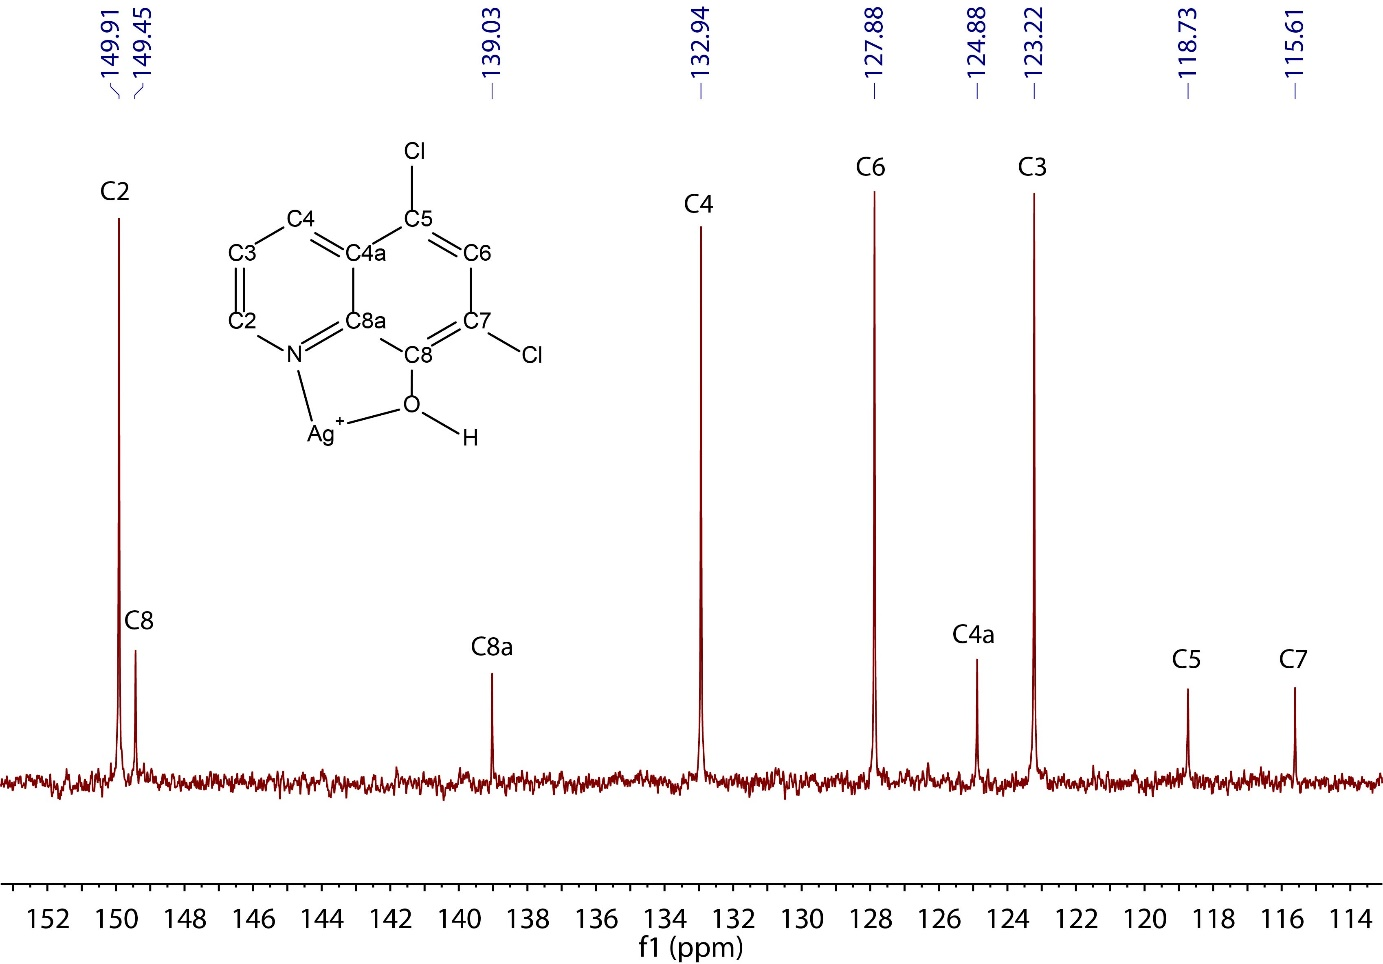 149.91
149.45
139.03
132.94
127.88
124.88
123.22
118.73
115.61
C2
C8
C8a
C4
C6
C4a
C3
C5
C7
Cl
C4
C5
C3
C4a
C6
C2
C8a
C7
N
C8
Cl
O
Ag+
H
152 150 148 146 144 142 140 138 136 134 132 130 128 126 124 122 120 118 116 114
f1 (ppm)